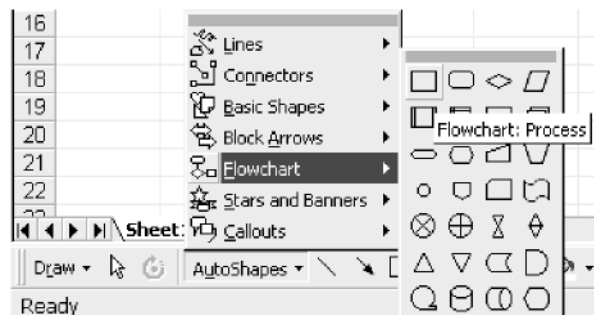 16
17
18
19
20
21
22
Lines
Connectors
Basic Shapes
Block Arrows
Flowchart
Stars and Banners
Callouts
Flowchart: Process
Sheet
Draw
AutoShapes
Ready